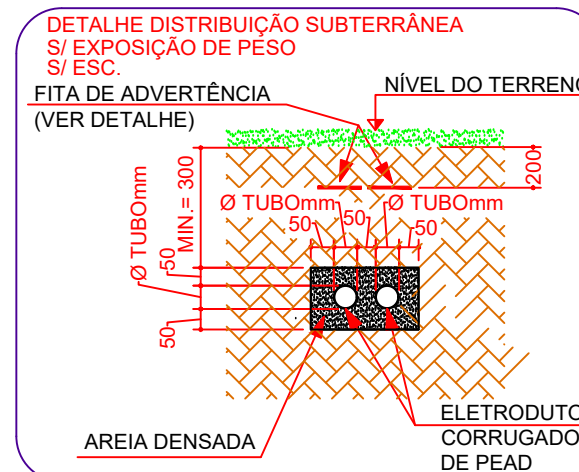 DETALHE DISTRIBUIÇÃO SUBTERRÂNEA
S/ EXPOSIÇÃO DE PESO
S/ ESC.
FITA DE ADVERTÊNCIA
(VER DETALHE)
NÍVEL DO TERRENO
200
MIN.= 300
Ø TUBOmm
Ø TUBOmm
50
50
50
Ø TUBOmm
50
50
AREIA DENSADA
ELETRODUTO
CORRUGADO
DE PEAD